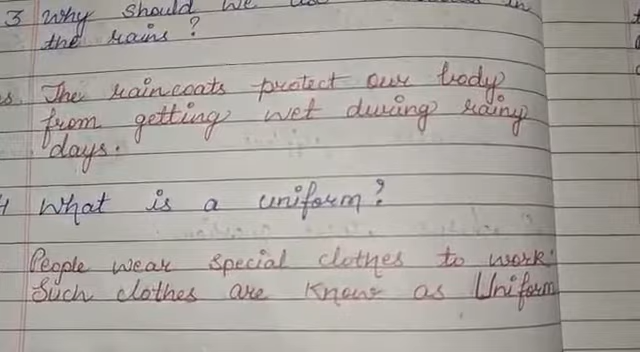 3 Why should we in
the rains ?
The raincoats protect our body
from getting wet during rainy
days.
What is a uniform?
People wear special clothes to work.
Such clothes are Known as Uniform